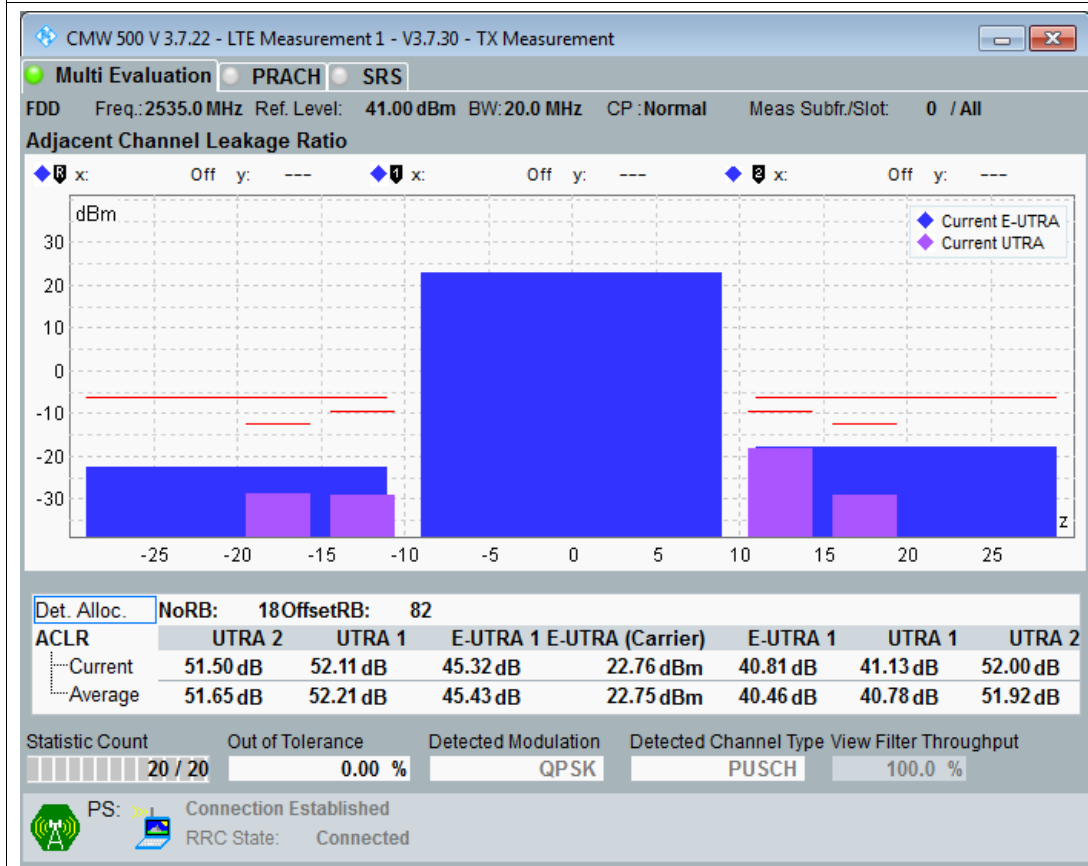 CMW 500 V 3.7.22 - LTE Measurement 1 - V3.7.30 - TX Measurement
Multi Evaluation PRACH SRS
FDD Freq.: 2535.0 MHz Ref. Level: 41.00 dBm BW: 20.0 MHz CP : Normal Meas Subfr./Slot: 0 / All
Adjacent Channel Leakage Ratio
R x: Off y: --- 1 x: Off y: --- 2 x: Off y: ---
dBm
Current E-UTRA
Current UTRA
30
20
10
0
-10
-20
-30
z
-25 -20 -15 -10 -5 0 5 10 15 20 25
Det. Alloc. NoRB: 18 OffsetRB: 82
ACLR UTRA 2 UTRA 1 E-UTRA 1 E-UTRA (Carrier) E-UTRA 1 UTRA 1 UTRA 2
Current 51.50 dB 52.11 dB 45.32 dB 22.76 dBm 40.81 dB 41.13 dB 52.00 dB
Average 51.65 dB 52.21 dB 45.43 dB 22.75 dBm 40.46 dB 40.78 dB 51.92 dB
Statistic Count Out of Tolerance Detected Modulation Detected Channel Type View Filter Throughput
20 / 20 0.00 % QPSK PUSCH 100.0 %
PS: Connection Established
RRC State: Connected